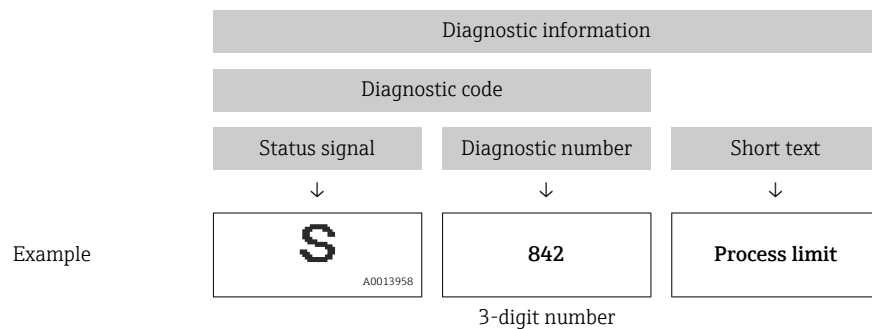 Diagnostic information
Diagnostic code
Status signal Diagnostic number Short text
↓ ↓ ↓
Example S 842 Process limit
A0013958
3-digit number